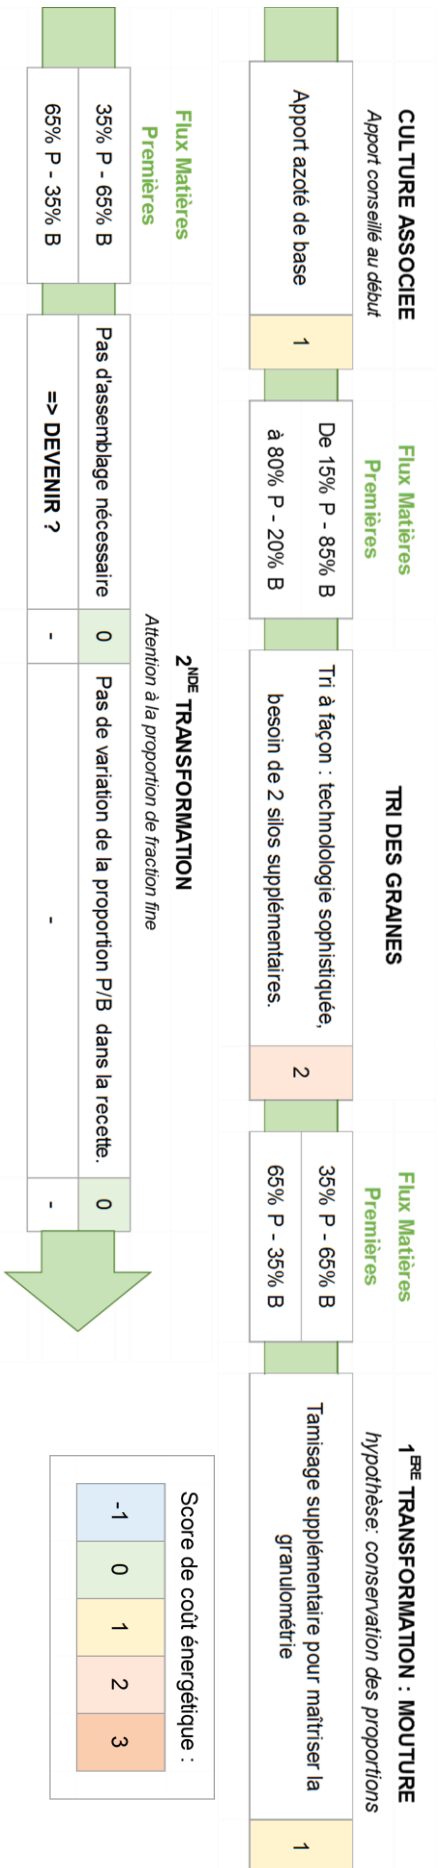 CULTURE ASSOCIEE
Apport conseillé au début
Apport azoté de base
1
Flux Matières
Premières
De 15% P - 85% B
à 80% P - 20% B
TRI DES GRAINES
Tri à façon : technolologie sophistiquée,
besoin de 2 silos supplémentaires.
2
Flux Matières
Premières
35% P - 65% B
65% P - 35% B
1ERE TRANSFORMATION : MOUTURE
hypothèse: conservation des proportions
Tamisage supplémentaire pour maîtriser la
granulométrie
1
Flux Matières
Premières
35% P - 65% B
65% P - 35% B
2NDE TRANSFORMATION
Attention à la proportion de fraction fine
Pas d'assemblage nécessaire
0
Pas de variation de la proportion P/B dans la recette.
0
=> DEVENIR ?
-
-
-
Score de coût énergétique :
-1 0 1 2 3